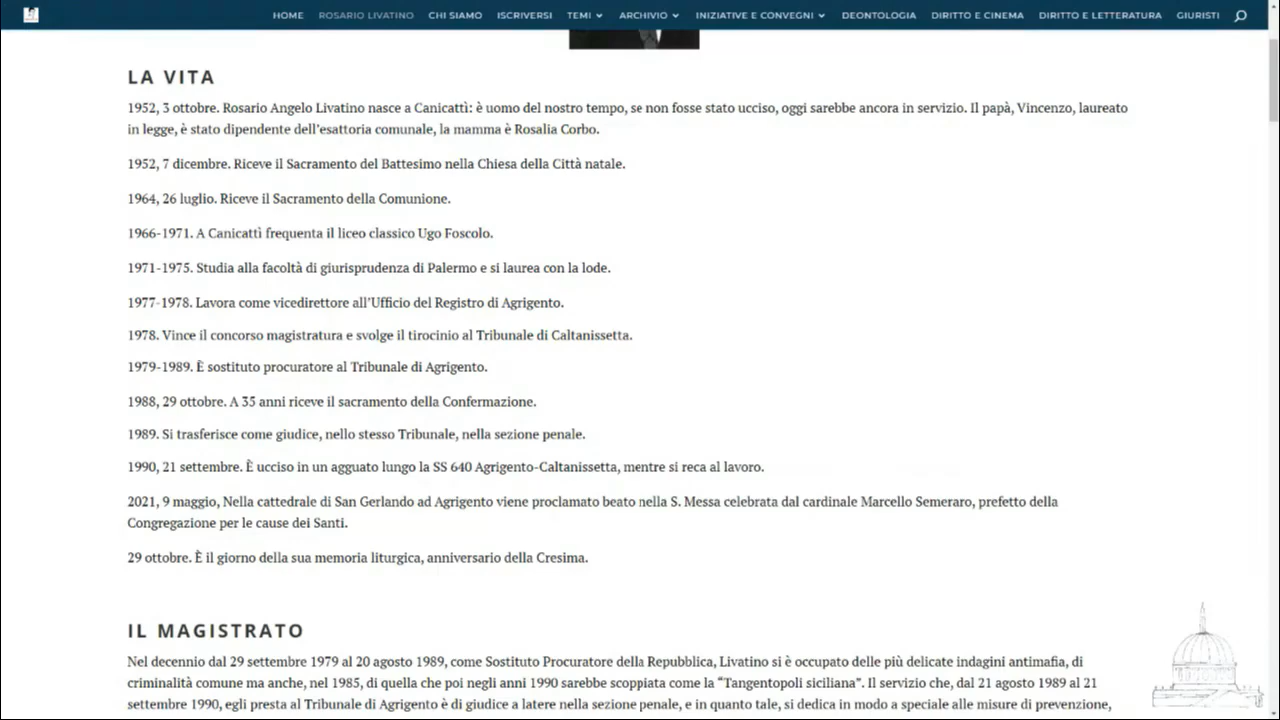 HOME ROSARIO LIVATINO CHI SIAMO ISCRIVERSI TEMI ARCHIVIO INIZIATIVE E CONVEGNI DEONTOLOGIA DIRITTO E CINEMA DIRITTO E LETTERATURA GIURISTI
LA VITA
1952, 3 ottobre. Rosario Angelo Livatino nasce a Canicattì: è uomo del nostro tempo, se non fosse stato ucciso, oggi sarebbe ancora in servizio. Il papà, Vincenzo, laureato
in legge, è stato dipendente dell'esattoria comunale, la mamma è Rosalia Corbo.
1952, 7 dicembre. Riceve il Sacramento del Battesimo nella Chiesa della Città natale.
1964, 26 luglio. Riceve il Sacramento della Comunione.
1966-1971. A Canicattì frequenta il liceo classico Ugo Foscolo.
1971-1975. Studia alla facoltà di giurisprudenza di Palermo e si laurea con la lode.
1977-1978. Lavora come vicedirettore all'Ufficio del Registro di Agrigento.
1978. Vince il concorso magistratura e svolge il tirocinio al Tribunale di Caltanissetta.
1979-1989. È sostituto procuratore al Tribunale di Agrigento.
1988, 29 ottobre. A 35 anni riceve il sacramento della Confermazione.
1989. Si trasferisce come giudice, nello stesso Tribunale, nella sezione penale.
1990, 21 settembre. È ucciso in un agguato lungo la SS 640 Agrigento-Caltanissetta, mentre si reca al lavoro.
2021, 9 maggio, Nella cattedrale di San Gerlando ad Agrigento viene proclamato beato nella S. Messa celebrata dal cardinale Marcello Semeraro, prefetto della
Congregazione per le cause dei Santi.
29 ottobre. È il giorno della sua memoria liturgica, anniversario della Cresima.
IL MAGISTRATO
Nel decennio dal 29 settembre 1979 al 20 agosto 1989, come Sostituto Procuratore della Repubblica, Livatino si è occupato delle più delicate indagini antimafia, di
criminalità comune ma anche, nel 1985, di quella che poi negli anni 1990 sarebbe scoppiata come la “Tangentopoli siciliana”. Il servizio che, dal 21 agosto 1989 al 21
settembre 1990, egli presta al Tribunale di Agrigento è di giudice a latere nella sezione penale, e in quanto tale, si dedica in modo a speciale alle misure di prevenzione,